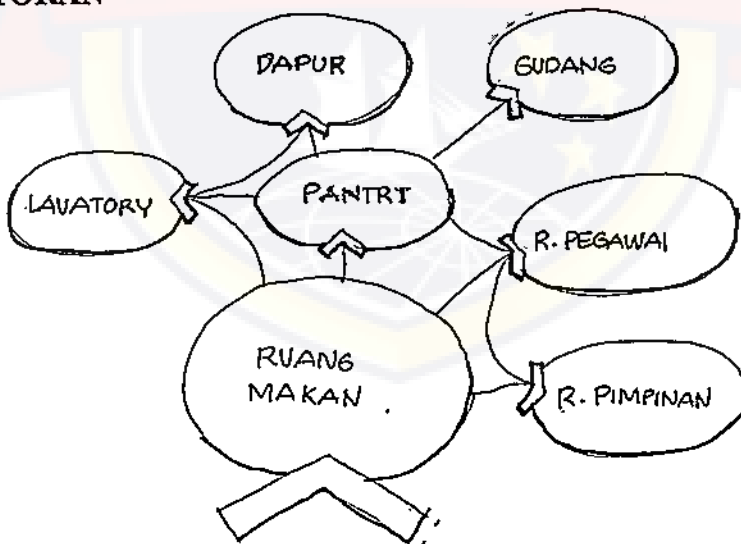 DAPUR
GUDANG
LAVATORY
PANTRY
R. PEGAWAI
RUANG
MAKAN
R. PIMPINAN